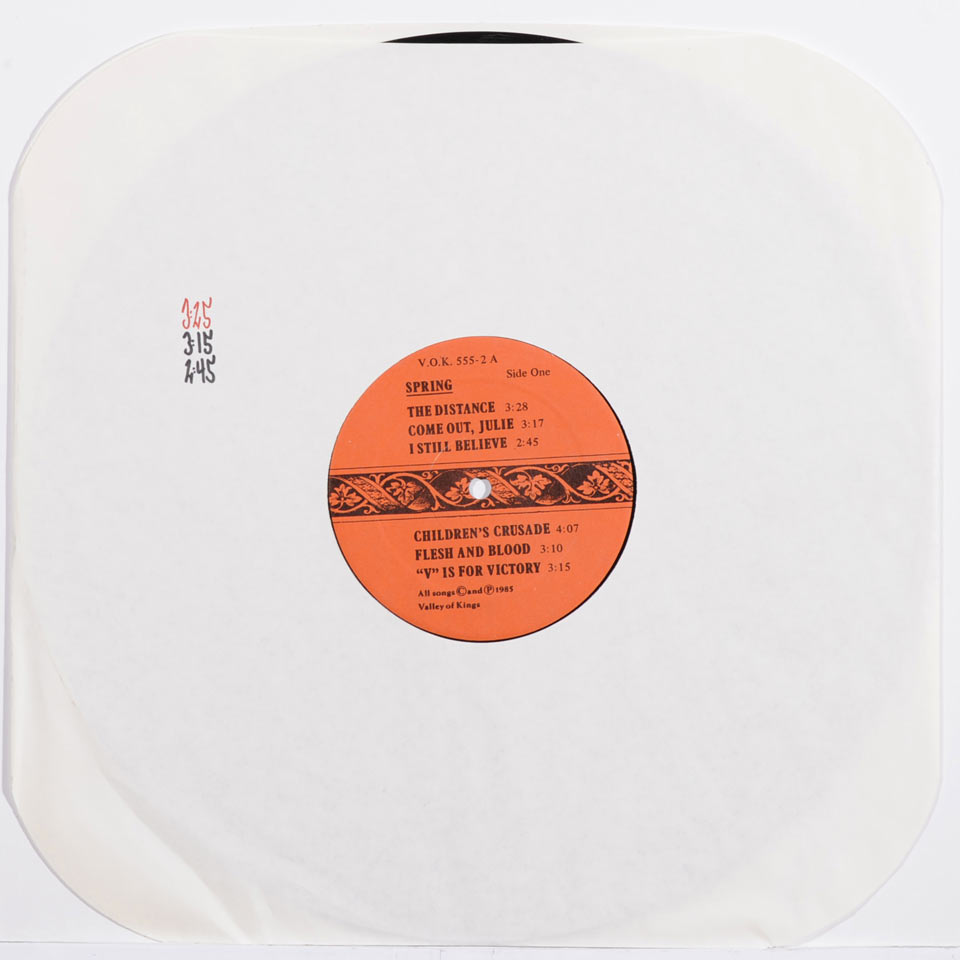 3:25
3:15
2:45
V.O.K. 555-2 A
Side One
SPRING
THE DISTANCE 3:28
COME OUT, JULIE 3:17
I STILL BELIEVE 2:45
CHILDREN'S CRUSADE 4:07
FLESH AND BLOOD 3:10
"V" IS FOR VICTORY 3:15
All songs ©and ℗1985
Valley of Kings